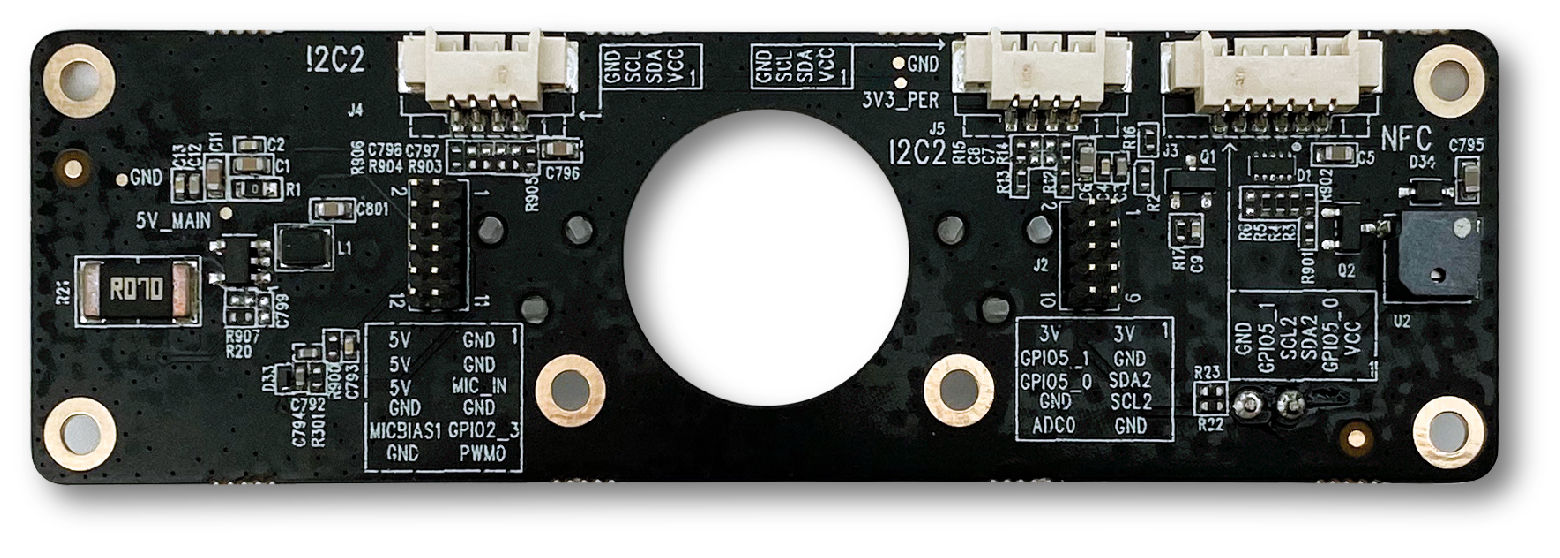 I2C2
J4
GND
SCL
SDA
VCC
1
GND
SCL
SDA
VCC
1
GND
3V3_PER
J5
I2C2
NFC
C13
C12
C11
C2
C1
R1
GND
5V_MAIN
C801
L1
R906
C798 C797
R904 R903
C796
R905
2
1
12
11
R070
R907
R20
C799
D33
C792
C794
R301
R900
C793
5V GND 1
5V GND
5V MIC_IN
GND GND
MICBIAS1 GPIO2_3
GND PWM0
R15
R14
C8
C7
R13
R16
C6
C4
C3
R2
J3
Q1
D1
C5
D34
C795
R902
R6
R5
R4
R3
R901
Q2
U2
R17
C9
2
1
J2
10
9
3V 3V 1
GPIO5_1 GND
GPIO5_0 SDA2
GND SCL2
ADC0 GND
GND
GPIO5_1
SCL2
SDA2
GPIO5_0
VCC
1
R23
R22